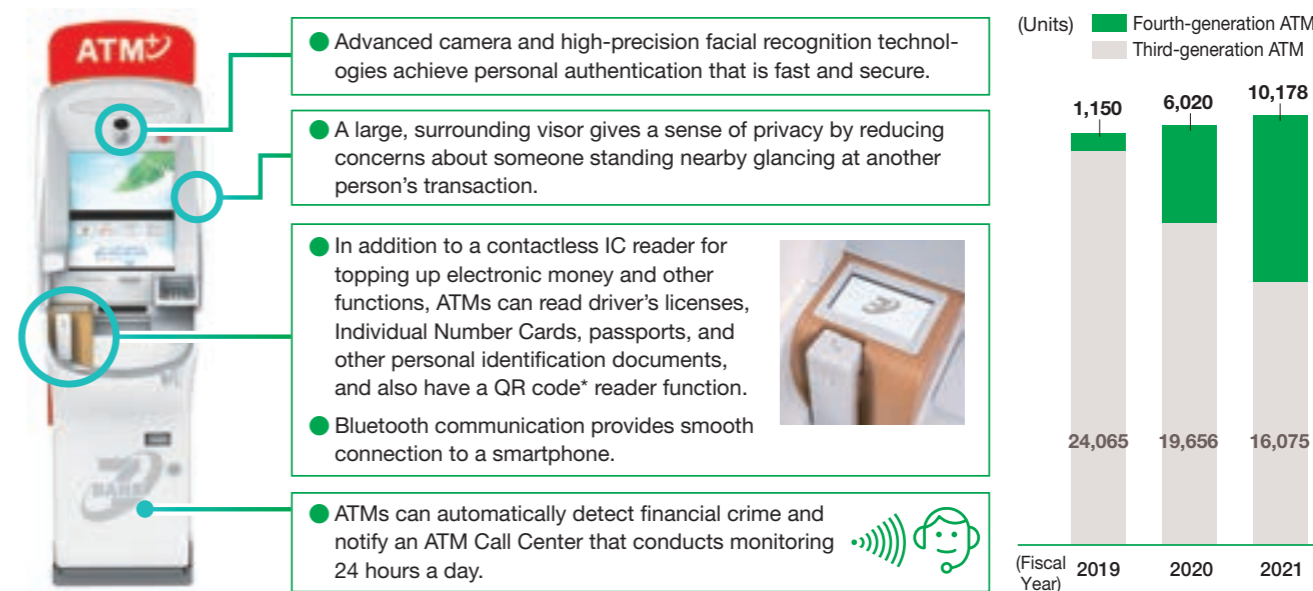 ATM+
● Advanced camera and high-precision facial recognition technol-
ogies achieve personal authentication that is fast and secure.
● A large, surrounding visor gives a sense of privacy by reducing
concerns about someone standing nearby glancing at another
person's transaction.
● In addition to a contactless IC reader for
topping up electronic money and other
functions, ATMs can read driver's licenses,
Individual Number Cards, passports, and
other personal identification documents,
and also have a QR code* reader function.
● Bluetooth communication provides smooth
connection to a smartphone.
● ATMs can automatically detect financial crime and
notify an ATM Call Center that conducts monitoring
24 hours a day.
7 BANK
(Units)
Fourth-generation ATM
Third-generation ATM
1,150 6,020 10,178
24,065 19,656 16,075
(Fiscal Year) 2019 2020 2021